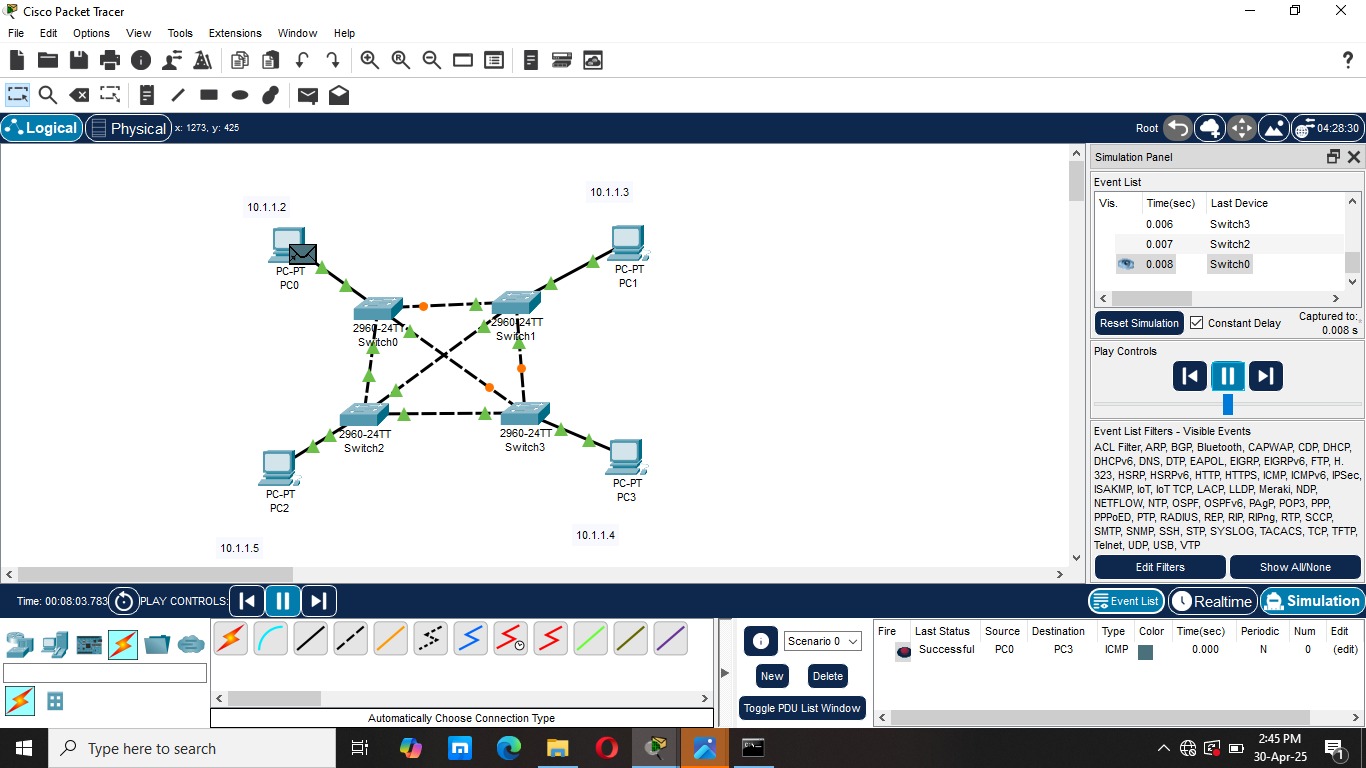 Cisco Packet Tracer
File Edit Options View Tools Extensions Window Help
Logical Physical x: 1273, y: 425 Root 04:28:30
10.1.1.2
10.1.1.3
PC-PT
PC0
PC-PT
PC1
2960-24TT
Switch0
2960-24TT
Switch1
2960-24TT
Switch2
2960-24TT
Switch3
PC-PT
PC2
PC-PT
PC3
10.1.1.5
10.1.1.4
Simulation Panel
Event List
Vis. Time(sec) Last Device
0.006 Switch3
0.007 Switch2
0.008 Switch0
Reset Simulation Constant Delay Captured to:
0.008 s
Play Controls
Event List Filters - Visible Events
ACL Filter, ARP, BGP, Bluetooth, CAPWAP, CDP, DHCP,
DHCPv6, DNS, DTP, EAPOL, EIGRP, EIGRPv6, FTP, H.
323, HSRP, HSRPv6, HTTP, HTTPS, ICMP, ICMPv6, IPSec,
ISAKMP, IoT, IoT TCP, LACP, LLDP, Meraki, NDP,
NETFLOW, NTP, OSPF, OSPFv6, PAgP, POP3, PPP,
PPPoED, PTP, RADIUS, REP, RIP, RIPng, RTP, SCCP,
SMTP, SNMP, SSH, STP, SYSLOG, TACACS, TCP, TFTP,
Telnet, UDP, USB, VTP
Edit Filters Show All/None
Time: 00:08:03.783 PLAY CONTROLS: Event List Realtime Simulation
Automatically Choose Connection Type
Scenario 0
New Delete
Toggle PDU List Window
Fire Last Status Source Destination Type Color Time(sec) Periodic Num Edit
Successful PC0 PC3 ICMP 0.000 N 0 (edit)
Type here to search
2:45 PM
30-Apr-25
1